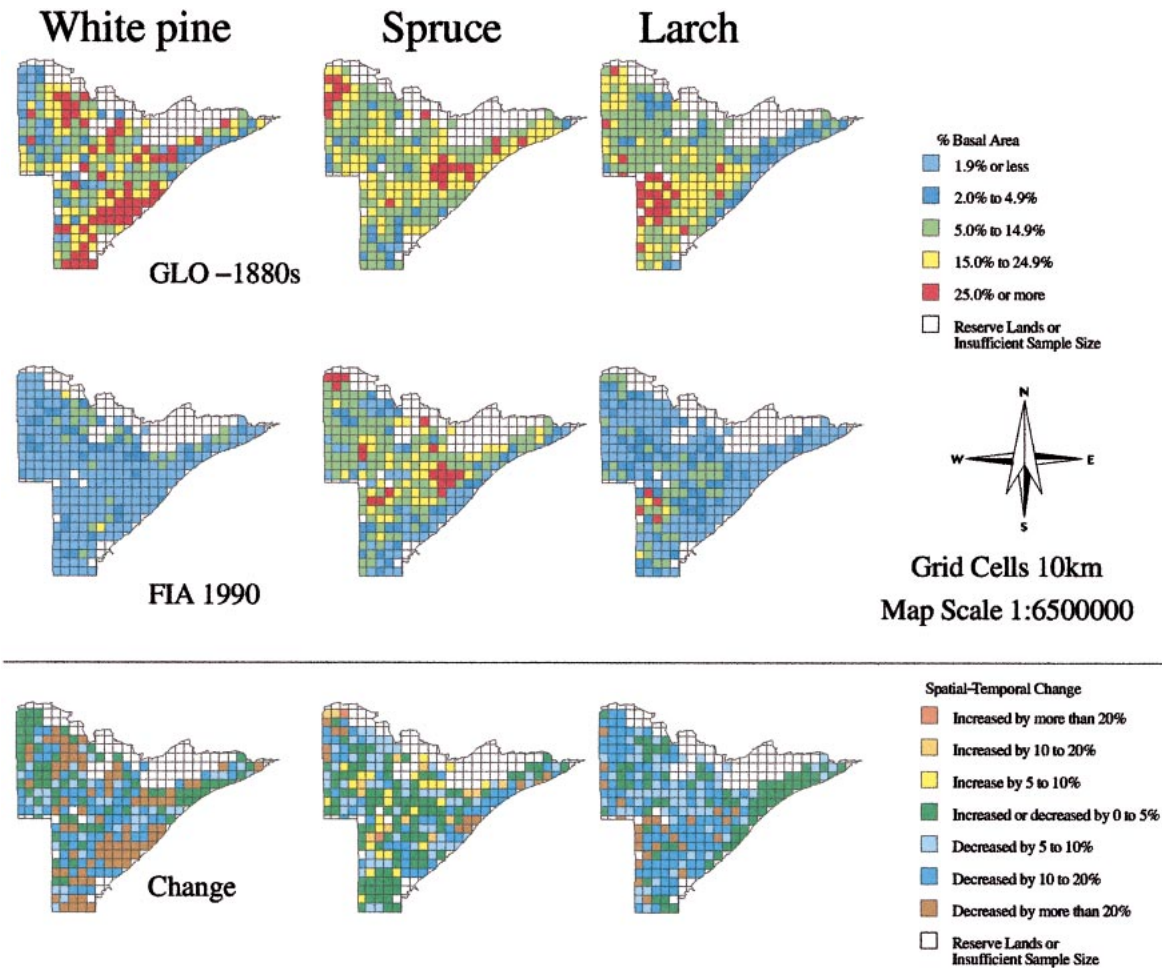 White pine
Spruce
Larch
% Basal Area
1.9% or less
2.0% to 4.9%
5.0% to 14.9%
15.0% to 24.9%
25.0% or more
Reserve Lands or
Insufficient Sample Size
GLO –1880s
N
W
E
S
FIA 1990
Grid Cells 10km
Map Scale 1:6500000
Spatial–Temporal Change
Increased by more than 20%
Increased by 10 to 20%
Increase by 5 to 10%
Increased or decreased by 0 to 5%
Decreased by 5 to 10%
Decreased by 10 to 20%
Decreased by more than 20%
Reserve Lands or
Insufficient Sample Size
Change